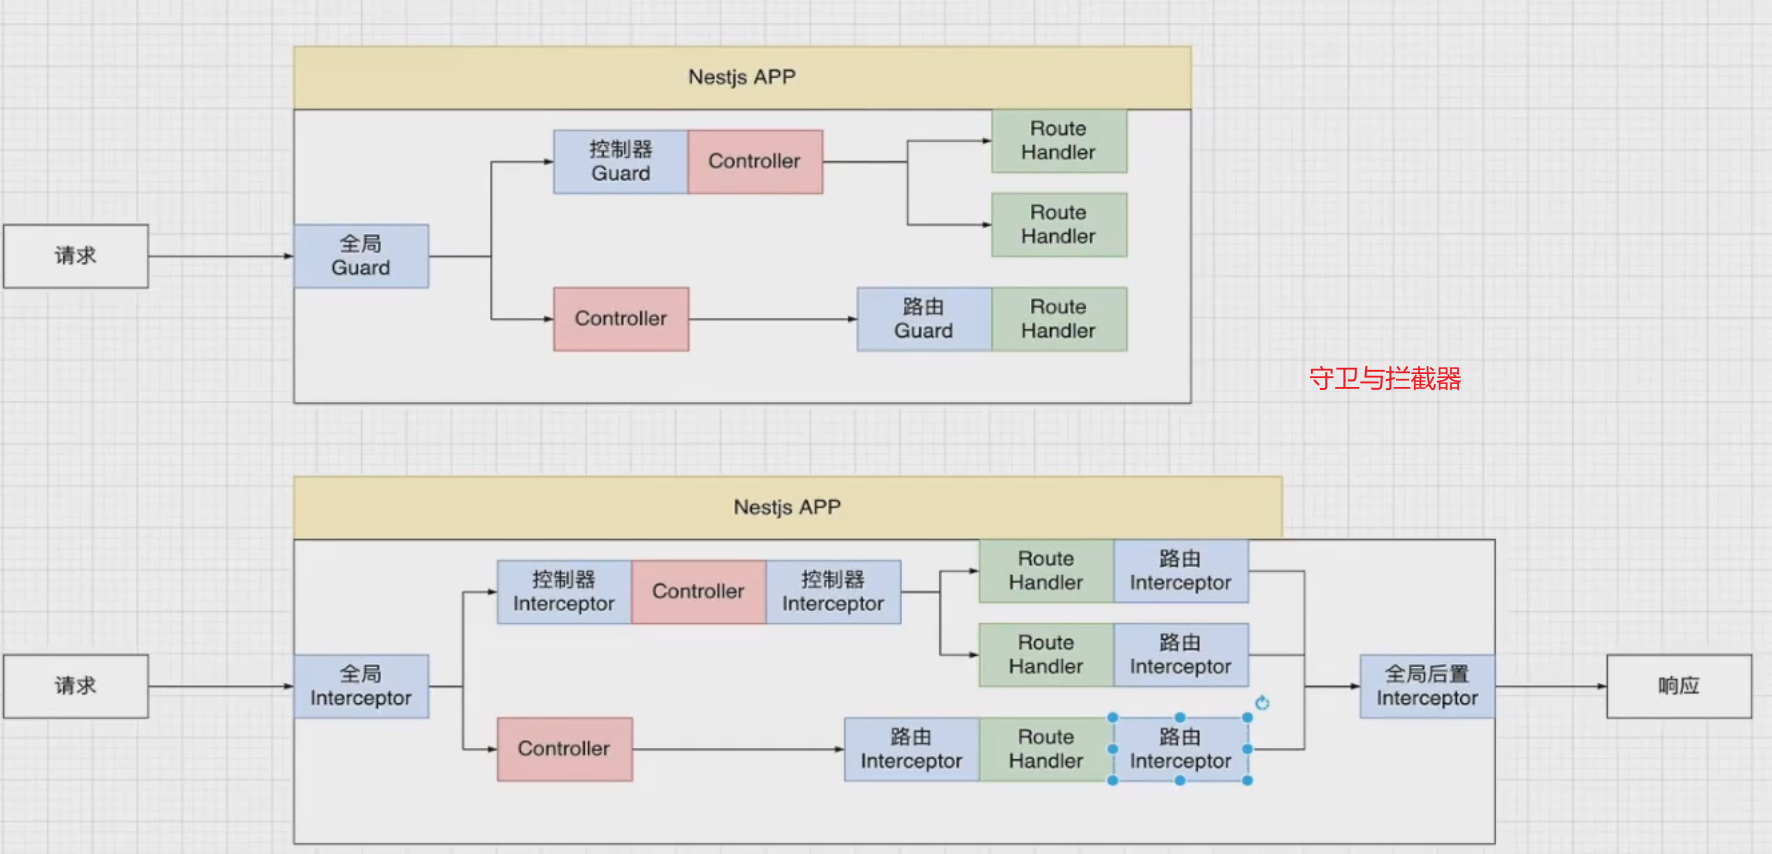 Nestjs APP
控制器
Guard
Controller
Route
Handler
Route
Handler
请求
全局
Guard
Controller
路由
Guard
Route
Handler
守卫与拦截器
Nestjs APP
控制器
Interceptor
Controller
控制器
Interceptor
Route
Handler
路由
Interceptor
Route
Handler
路由
Interceptor
请求
全局
Interceptor
全局后置
Interceptor
响应
Controller
路由
Interceptor
Route
Handler
路由
Interceptor